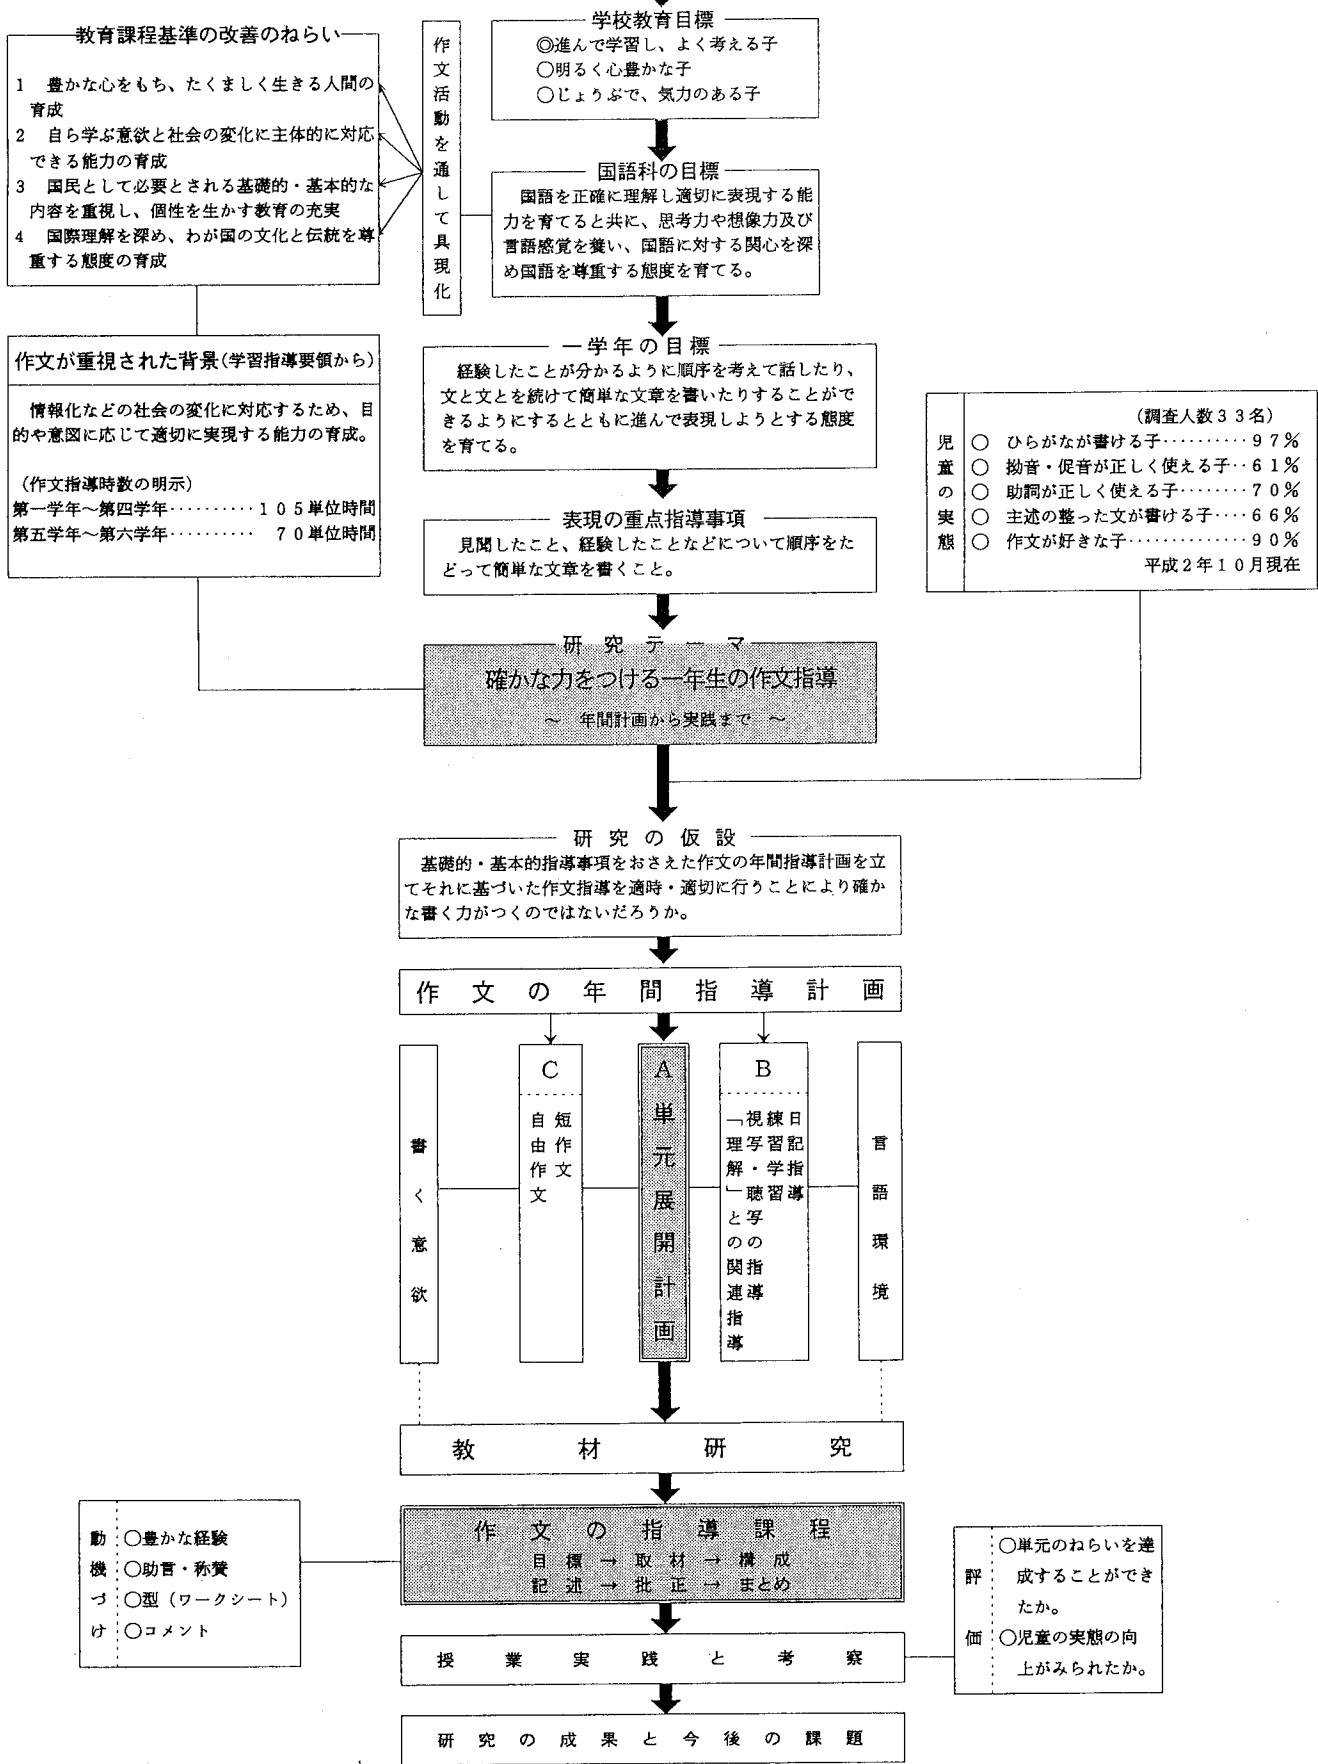 教育課程基準の改善のねらい
1 豊かな心をもち、たくましく生きる人間の
育成
2 自ら学ぶ意欲と社会の変化に主体的に対応
できる能力の育成
3 国民として必要とされる基礎的・基本的な
内容を重視し、個性を生かす教育の充実
4 国際理解を深め、わが国の文化と伝統を尊
重する態度の育成
作文活動を通して具現化
学校教育目標
◎進んで学習し、よく考える子
○明るく心豊かな子
○じょうぶで、気力のある子
国語科の目標
国語を正確に理解し適切に表現する能
力を育てると共に、思考力や想像力及び
言語感覚を養い、国語に対する関心を深
め国語を尊重する態度を育てる。
作文が重視された背景(学習指導要領から)
情報化などの社会の変化に対応するため、目
的や意図に応じて適切に実現する能力の育成。
(作文指導時数の明示)
第一学年～第四学年‥‥‥‥‥105単位時間
第五学年～第六学年‥‥‥‥‥ 70単位時間
一学年の目標
経験したことが分かるように順序を考えて話したり、
文と文とを続けて簡単な文章を書いたりすることがで
きるようにするとともに進んで表現しようとする態度
を育てる。
表現の重点指導事項
見聞したこと、経験したことなどについて順序をた
どって簡単な文章を書くこと。
児童の実態
(調査人数33名)
○ ひらがなが書ける子‥‥‥‥‥97%
○ 拗音・促音が正しく使える子‥61%
○ 助詞が正しく使える子‥‥‥‥70%
○ 主述の整った文が書ける子‥‥66%
○ 作文が好きな子‥‥‥‥‥‥‥90%
平成2年10月現在
研究テーマ
確かな力をつける一年生の作文指導
～ 年間計画から実践まで ～
研究の仮設
基礎的・基本的指導事項をおさえた作文の年間指導計画を立
てそれに基づいた作文指導を適時・適切に行うことにより確か
な書く力がつくのではないだろうか。
作文の年間指導計画
書く意欲
C
短作文
自由作文
A単元展開計画
B
日記指導
練習学習
視写・聴写の指導
「理解」との関連指導
言語環境
教材研究
動機づけ
○豊かな経験
○助言・称賛
○型(ワークシート)
○コメント
作文の指導課程
目標→取材→構成
記述→批正→まとめ
評価
○単元のねらいを達
成することができ
たか。
○児童の実態の向
上がみられたか。
授業実践と考察
研究の成果と今後の課題